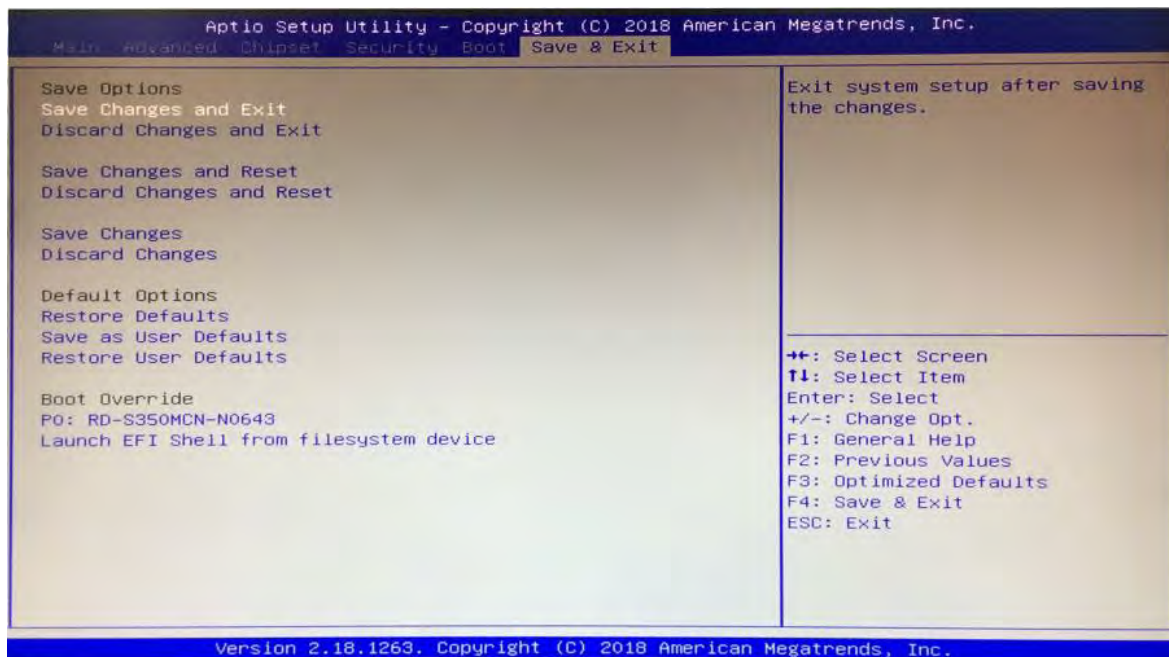 Aptio Setup Utility – Copyright (C) 2018 American Megatrends, Inc.
Main Advanced Chipset Security Boot Save & Exit
Save Options
Save Changes and Exit
Discard Changes and Exit
Save Changes and Reset
Discard Changes and Reset
Save Changes
Discard Changes
Default Options
Restore Defaults
Save as User Defaults
Restore User Defaults
Boot Override
P0: RD-S350MCN-N0643
Launch EFI Shell from filesystem device
Exit system setup after saving
the changes.
→←: Select Screen
↑↓: Select Item
Enter: Select
+/-: Change Opt.
F1: General Help
F2: Previous Values
F3: Optimized Defaults
F4: Save & Exit
ESC: Exit
Version 2.18.1263. Copyright (C) 2018 American Megatrends, Inc.